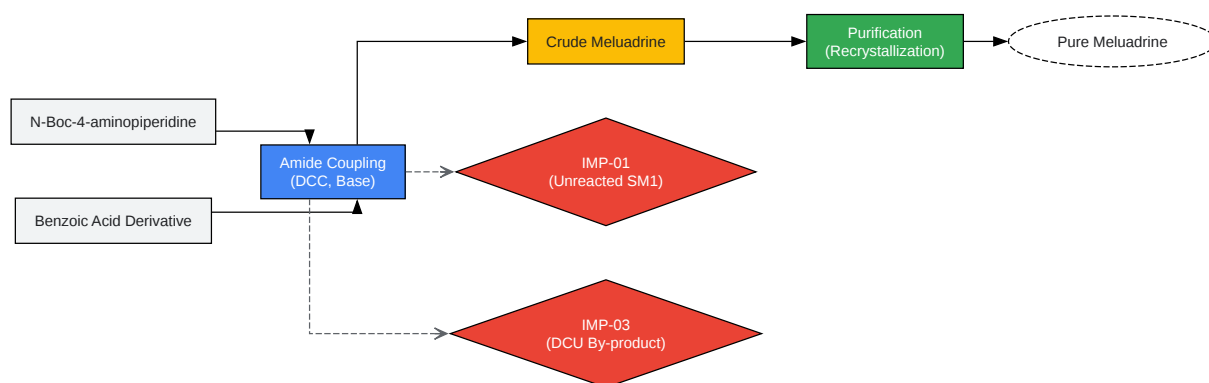 Crude Meluadrine
Purification
(Recrystallization)
Pure Meluadrine
N-Boc-4-aminopiperidine
Amide Coupling
(DCC, Base)
IMP-01
(Unreacted SM1)
Benzoic Acid Derivative
IMP-03
(DCU By-product)